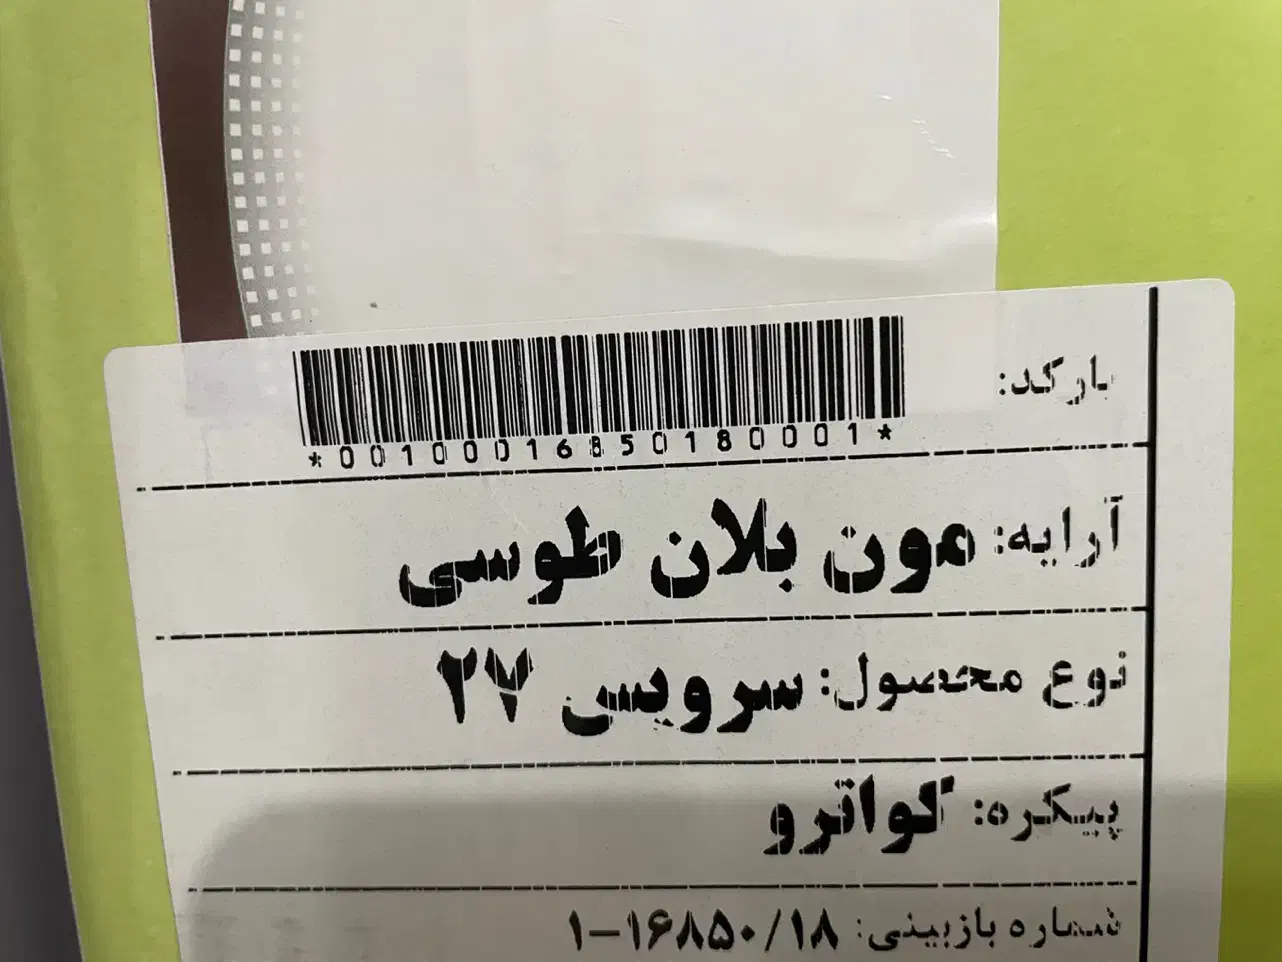 بارکد:
*00100016850180001*
آرایه: مون بلان طوسی
نوع محصول: سرویس ۲۷
پیکره: کواترو
شماره بازبینی: ۱-۱۶۸۵۰/۱۸